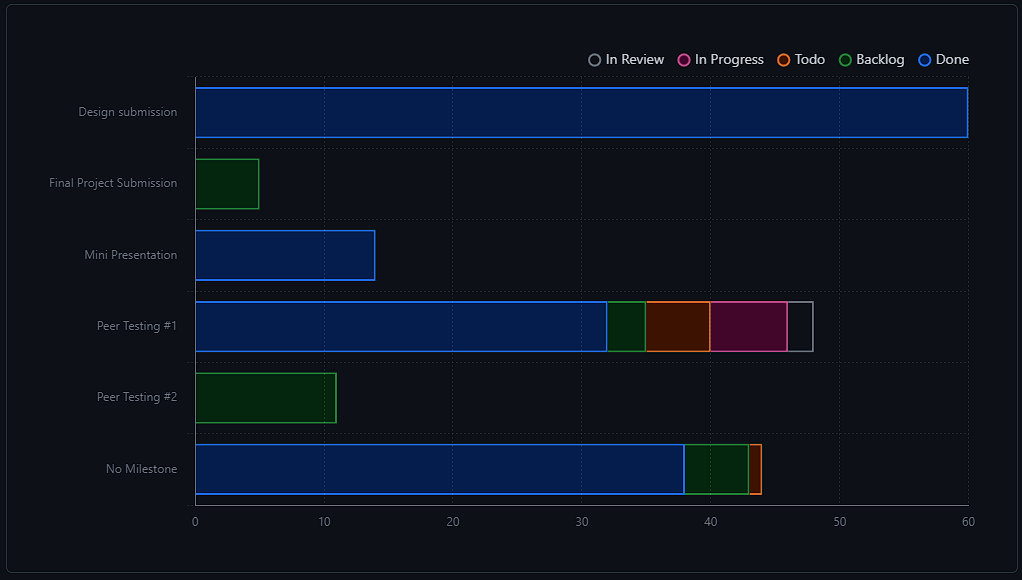 In Review In Progress Todo Backlog Done
Design submission
Final Project Submission
Mini Presentation
Peer Testing #1
Peer Testing #2
No Milestone
0 10 20 30 40 50 60